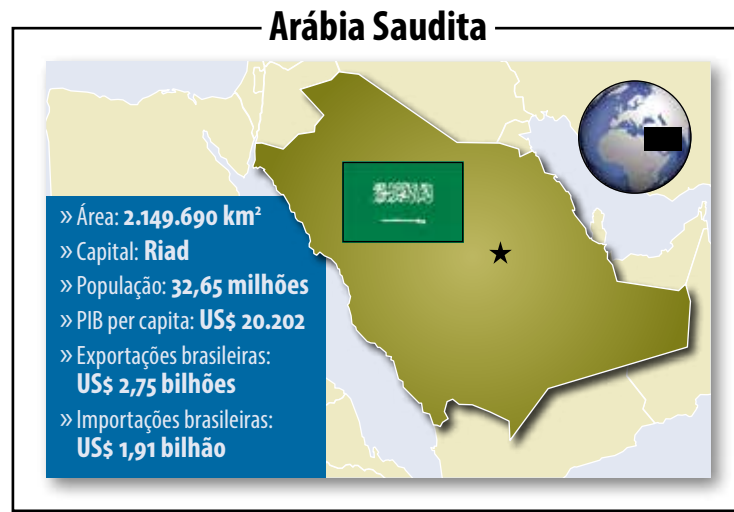 Arábia Saudita
» Área: 2.149.690 km²
» Capital: Riad
» População: 32,65 milhões
» PIB per capita: US$ 20.202
» Exportações brasileiras:
US$ 2,75 bilhões
» Importações brasileiras:
US$ 1,91 bilhão